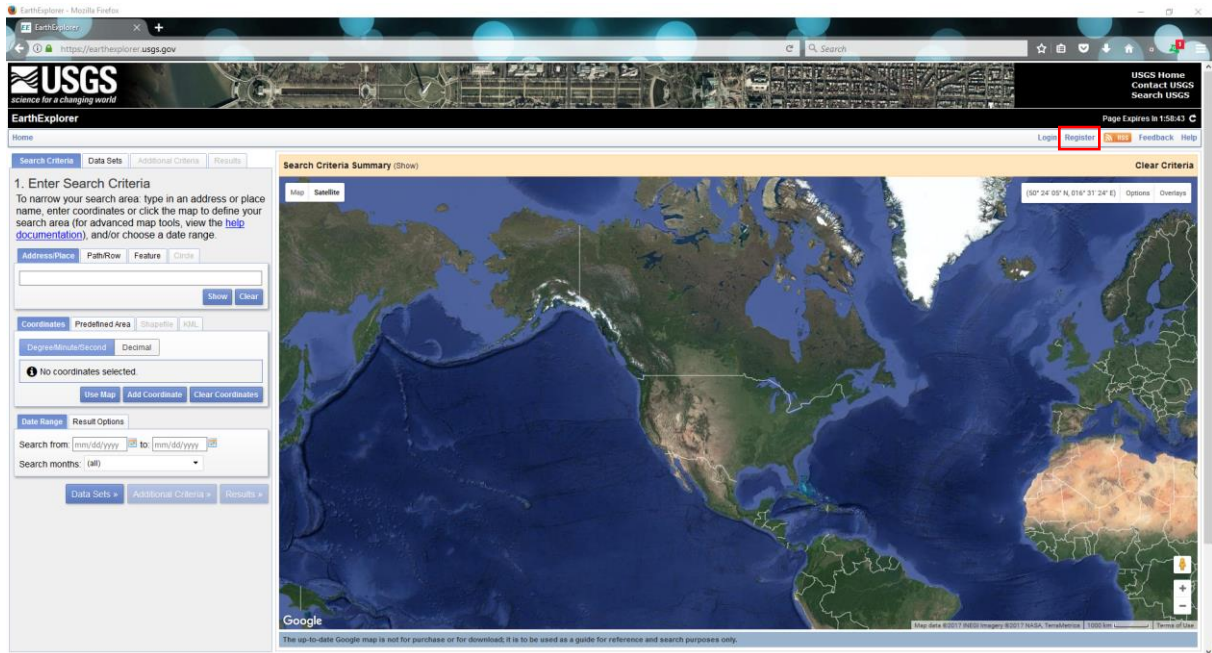 EarthExplorer - Mozilla Firefox
EarthExplorer
https://earthexplorer.usgs.gov
Search
USGS
science for a changing world
USGS Home
Contact USGS
Search USGS
EarthExplorer
Page Expires In 1:58:43
Home
Login Register RSS Feedback Help
Search Criteria Data Sets Additional Criteria Results
Search Criteria Summary (Show)
Clear Criteria
1. Enter Search Criteria
To narrow your search area: type in an address or place
name, enter coordinates or click the map to define your
search area (for advanced map tools, view the help
documentation), and/or choose a date range.
Address/Place Path/Row Feature Circle
Show Clear
Coordinates Predefined Area Shapefile KML
Degree/Minute/Second Decimal
No coordinates selected.
Use Map Add Coordinate Clear Coordinates
Date Range Result Options
Search from: mm/dd/yyyy to: mm/dd/yyyy
Search months: (all)
Data Sets » Additional Criteria » Results »
Map Satellite
(50° 24' 05" N, 016° 31' 24" E) Options Overlays
Google
Map data ©2017 INEGI Imagery ©2017 NASA, TerraMetrics 1000 km Terms of Use
The up-to-date Google map is not for purchase or for download; it is to be used as a guide for reference and search purposes only.